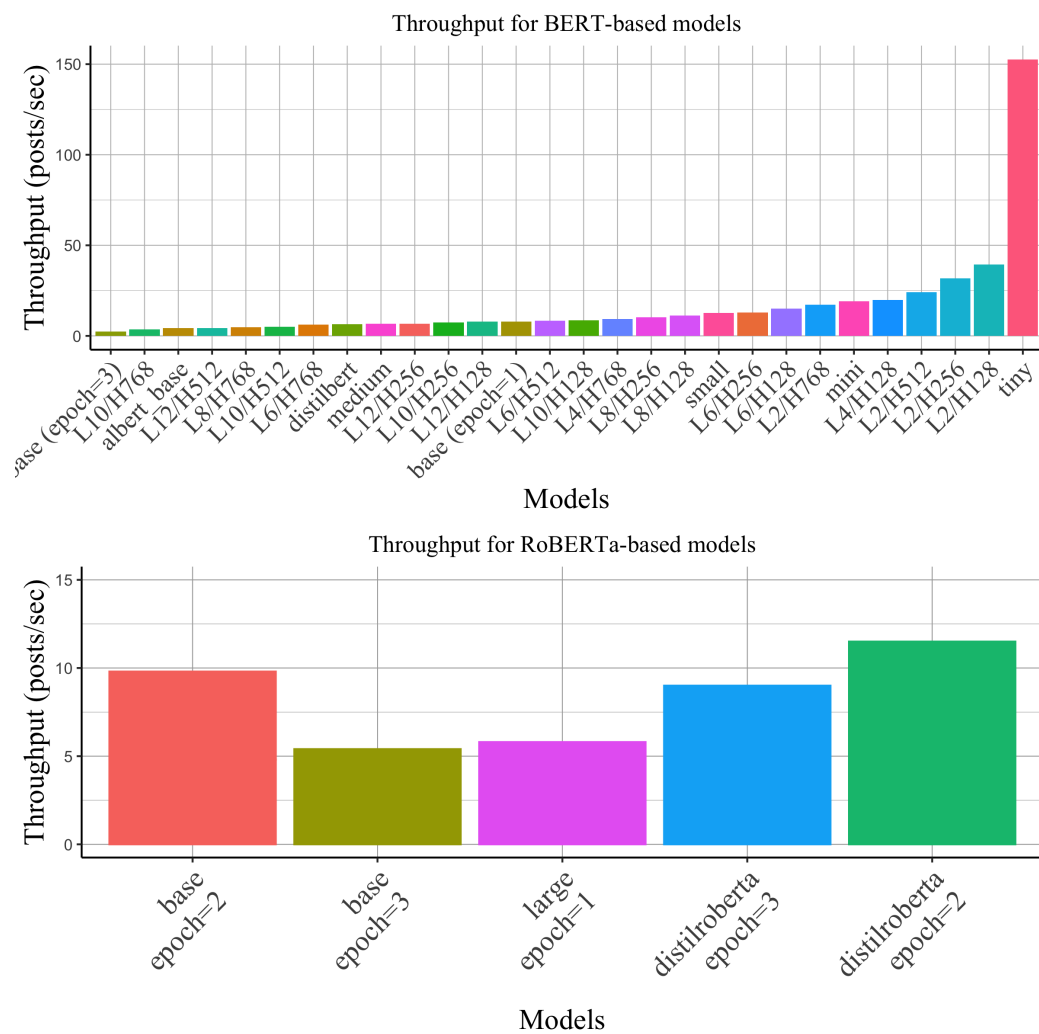 Throughput for BERT-based models
Throughput (posts/sec)
150
100
50
0
base (epoch=3)
L10/H768
albert_base
L12/H512
L8/H768
L10/H512
L6/H768
distilbert
medium
L12/H256
L10/H256
L12/H128
base (epoch=1)
L6/H512
L10/H128
L4/H768
L8/H256
L8/H128
small
L6/H256
L6/H128
L2/H768
mini
L4/H128
L2/H512
L2/H256
L2/H128
tiny
Models
Throughput for RoBERTa-based models
Throughput (posts/sec)
15
10
5
0
base
epoch=2
base
epoch=3
large
epoch=1
distilroberta
epoch=3
distilroberta
epoch=2
Models